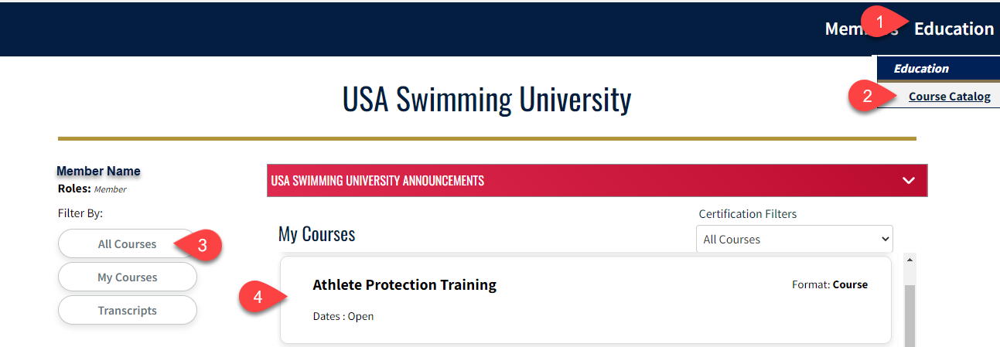 Members Education
1
Education
2
Course Catalog
USA Swimming University
Member Name
Roles: Member
USA SWIMMING UNIVERSITY ANNOUNCEMENTS
Filter By:
Certification Filters
My Courses
All Courses
All Courses
3
My Courses
Transcripts
4
Athlete Protection Training
Format: Course
Dates : Open